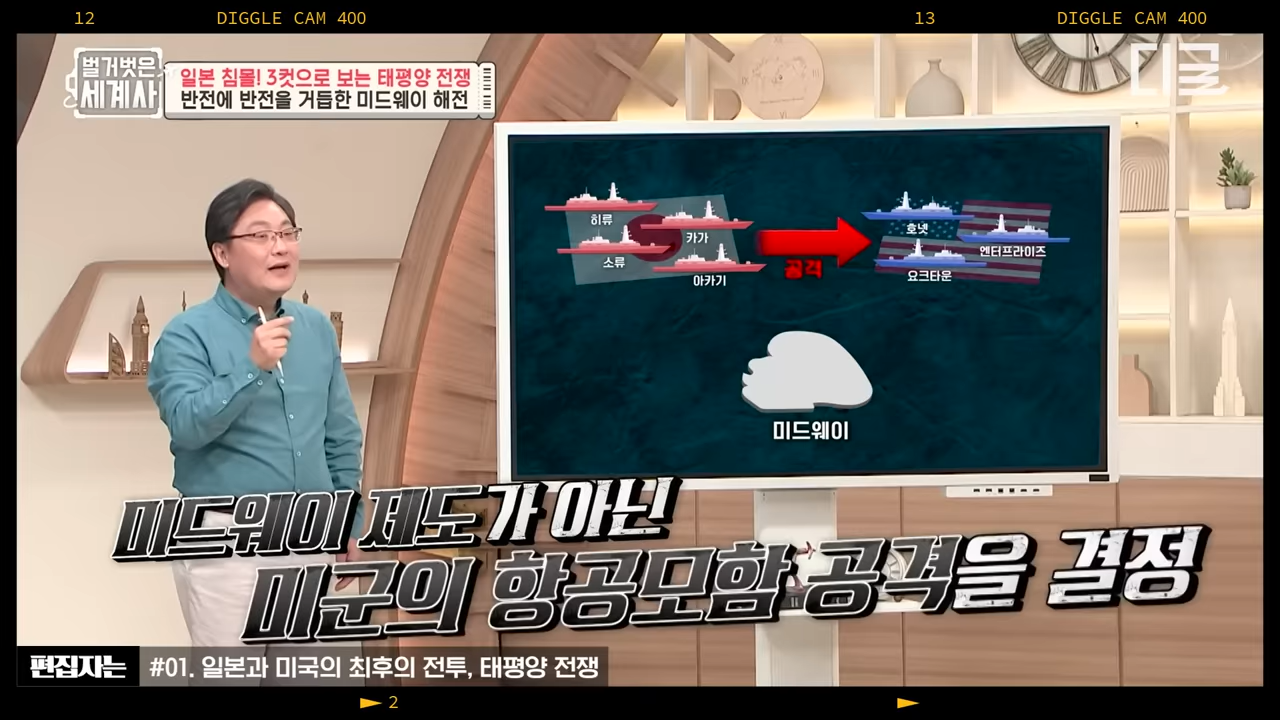 12
DIGGLE CAM 400
13
DIGGLE CAM 400
벌거벗은
세계사
일본 침몰! 3컷으로 보는 태평양 전쟁
반전에 반전을 거듭한 미드웨이 해전
디글
히류
카가
소류
아카기
공격
호넷
엔터프라이즈
요크타운
미드웨이
미드웨이 제도가 아닌
미군의 항공모함 공격을 결정
편집자는
#01. 일본과 미국의 최후의 전투, 태평양 전쟁
2